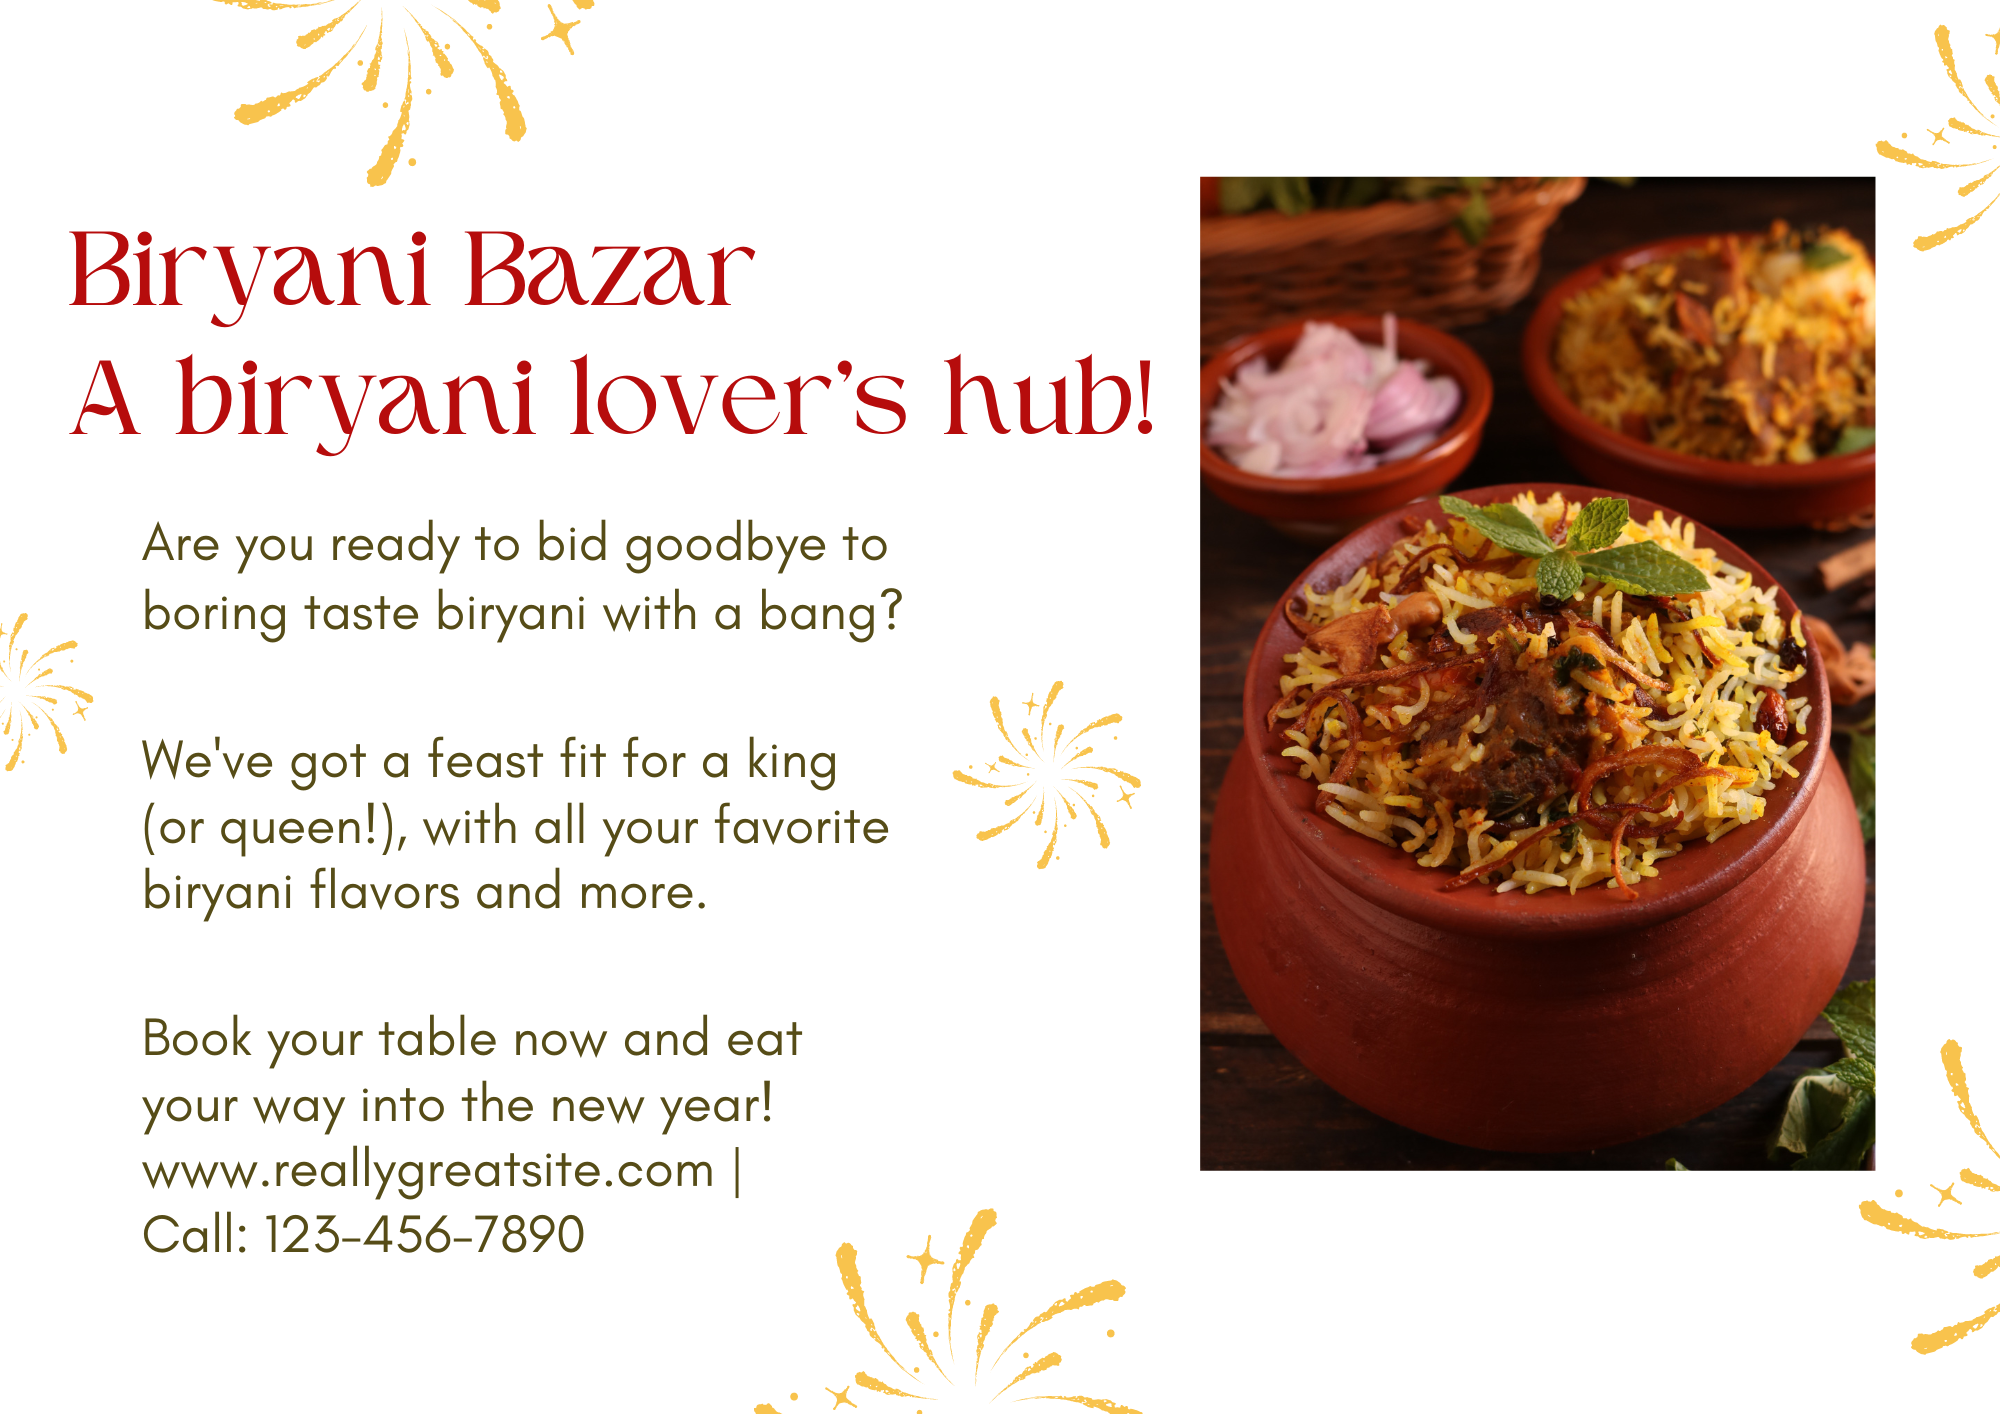 Biryani Bazar
A biryani lover’s hub!
Are you ready to bid goodbye to
boring taste biryani with a bang?
We've got a feast fit for a king
(or queen!), with all your favorite
biryani flavors and more.
Book your table now and eat
your way into the new year!
www.reallygreatsite.com |
Call: 123-456-7890